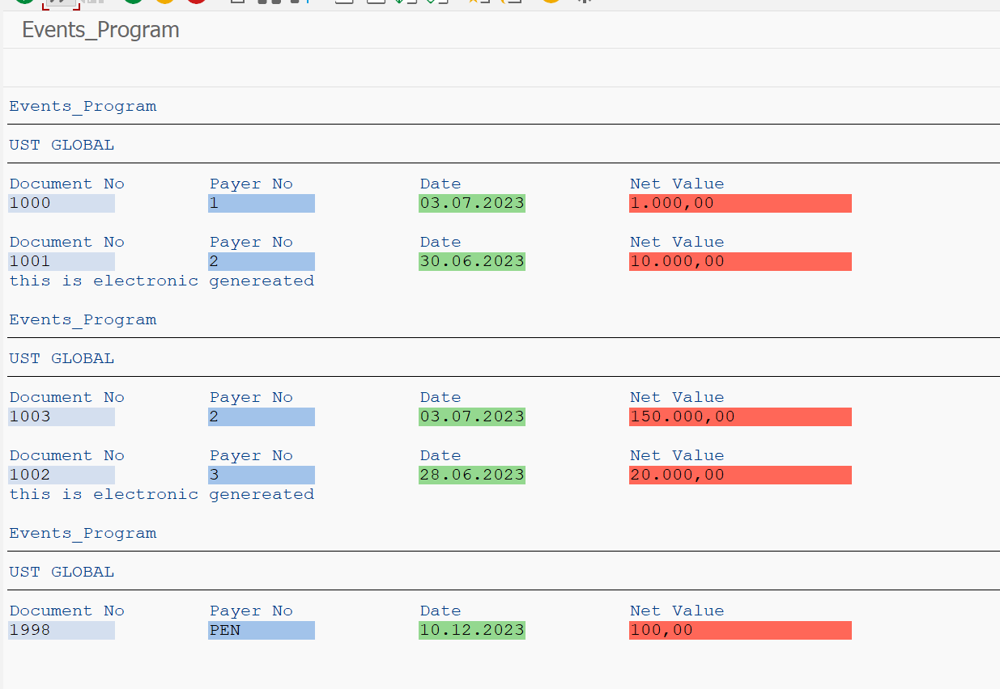 Events_Program
Events_Program
UST GLOBAL
Document No Payer No Date Net Value
1000 1 03.07.2023 1.000,00
Document No Payer No Date Net Value
1001 2 30.06.2023 10.000,00
this is electronic genereated
Events_Program
UST GLOBAL
Document No Payer No Date Net Value
1003 2 03.07.2023 150.000,00
Document No Payer No Date Net Value
1002 3 28.06.2023 20.000,00
this is electronic genereated
Events_Program
UST GLOBAL
Document No Payer No Date Net Value
1998 PEN 10.12.2023 100,00